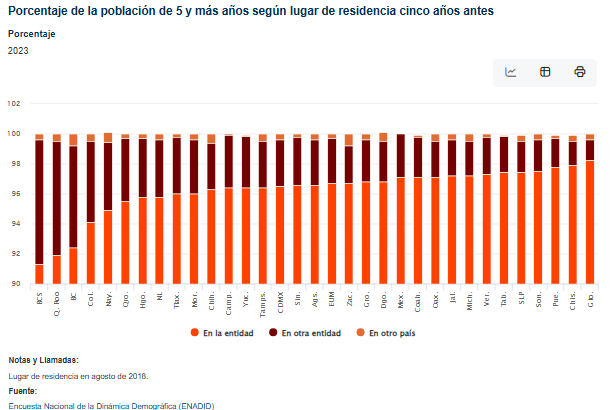 Porcentaje de la población de 5 y más años según lugar de residencia cinco años antes
Porcentaje
2023
102
100
98
96
94
92
90
BCS Q. Roo BC Col. Nay. Qro. Hgo. NL Tlax. Mor. Chih. Camp. Yuc. Tamps. CDMX Sin. Ags. EUM Zac. Gro. Dgo. Mex. Coah. Oax. Jal. Mich. Ver. Tab. SLP Son. Pue. Chis. Gto.
En la entidad En otra entidad En otro país
Notas y Llamadas:
Lugar de residencia en agosto de 2018.
Fuente:
Encuesta Nacional de la Dinámica Demográfica (ENADID)